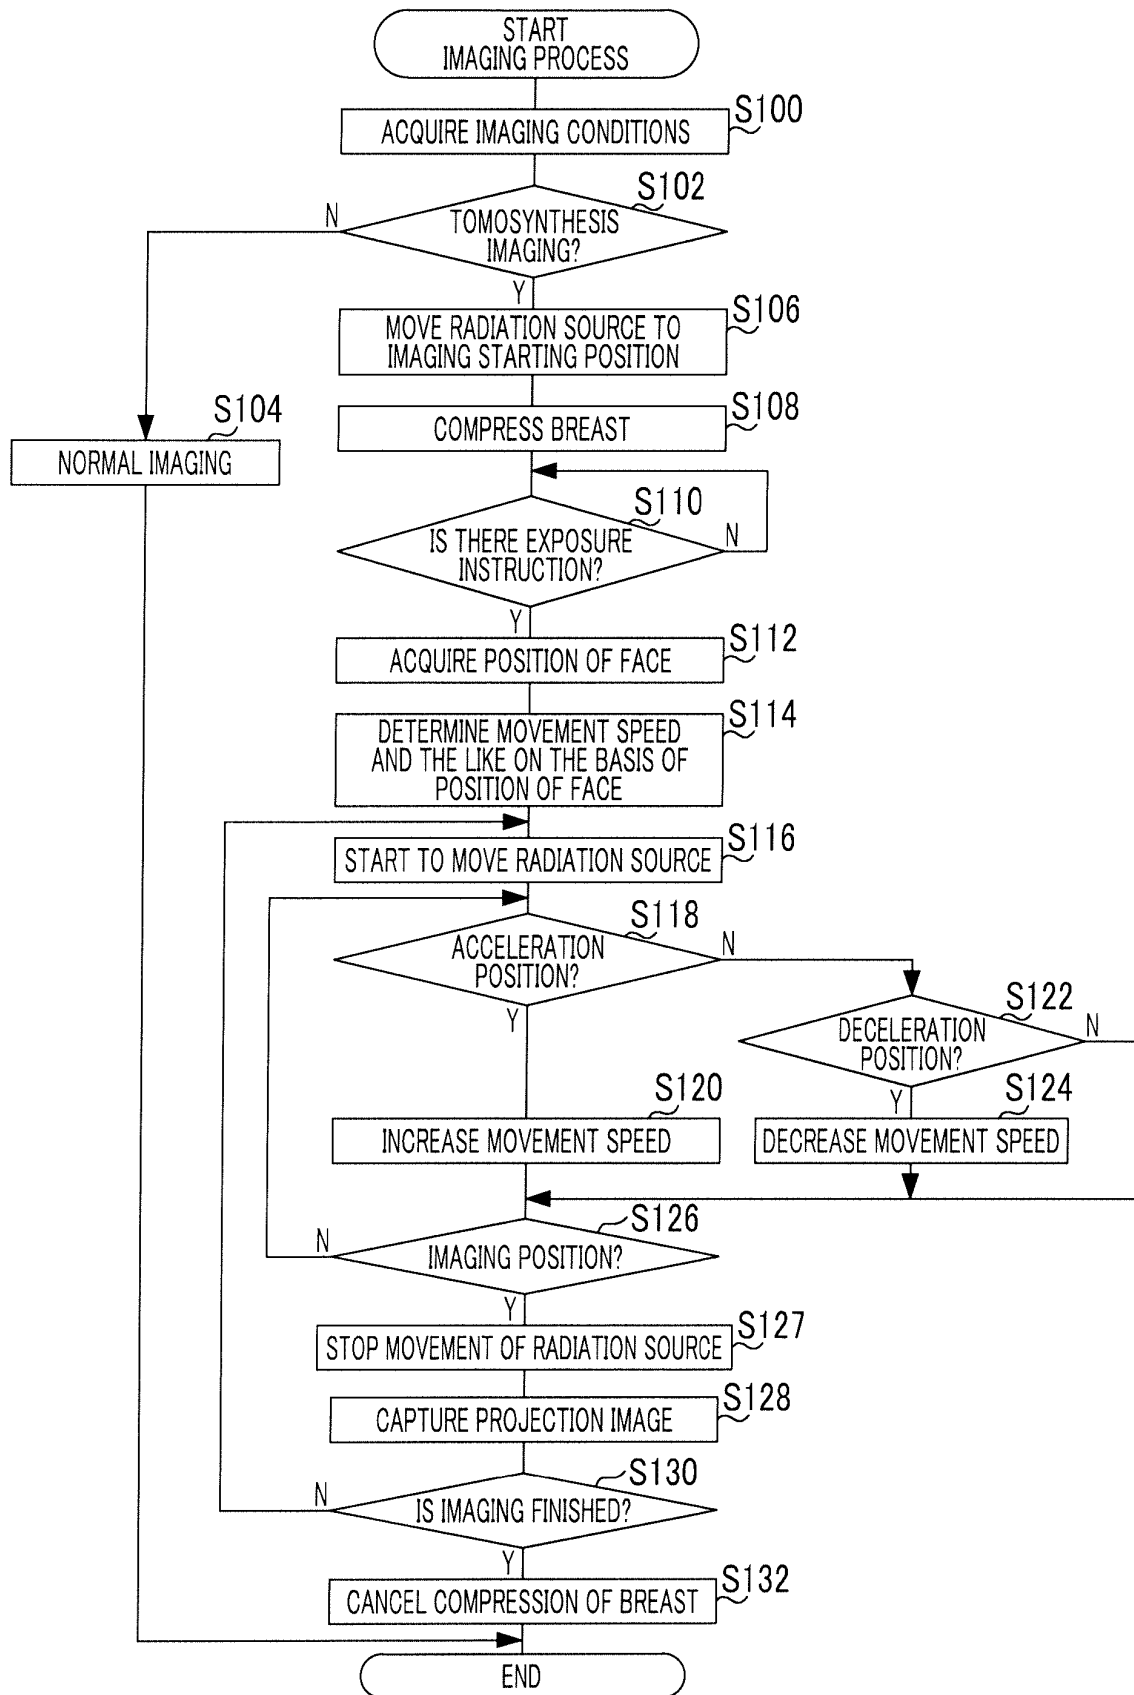 START
IMAGING PROCESS
S100
ACQUIRE IMAGING CONDITIONS
S102
N
TOMOSYNTHESIS
IMAGING?
Y
S106
MOVE RADIATION SOURCE TO
IMAGING STARTING POSITION
S104
NORMAL IMAGING
S108
COMPRESS BREAST
S110
IS THERE EXPOSURE
INSTRUCTION?
N
Y
S112
ACQUIRE POSITION OF FACE
S114
DETERMINE MOVEMENT SPEED
AND THE LIKE ON THE BASIS OF
POSITION OF FACE
S116
START TO MOVE RADIATION SOURCE
S118
ACCELERATION
POSITION?
N
Y
S122
DECELERATION
POSITION?
N
Y
S120
INCREASE MOVEMENT SPEED
S124
DECREASE MOVEMENT SPEED
S126
N
IMAGING POSITION?
Y
S127
STOP MOVEMENT OF RADIATION SOURCE
S128
CAPTURE PROJECTION IMAGE
S130
N
IS IMAGING FINISHED?
Y
S132
CANCEL COMPRESSION OF BREAST
END